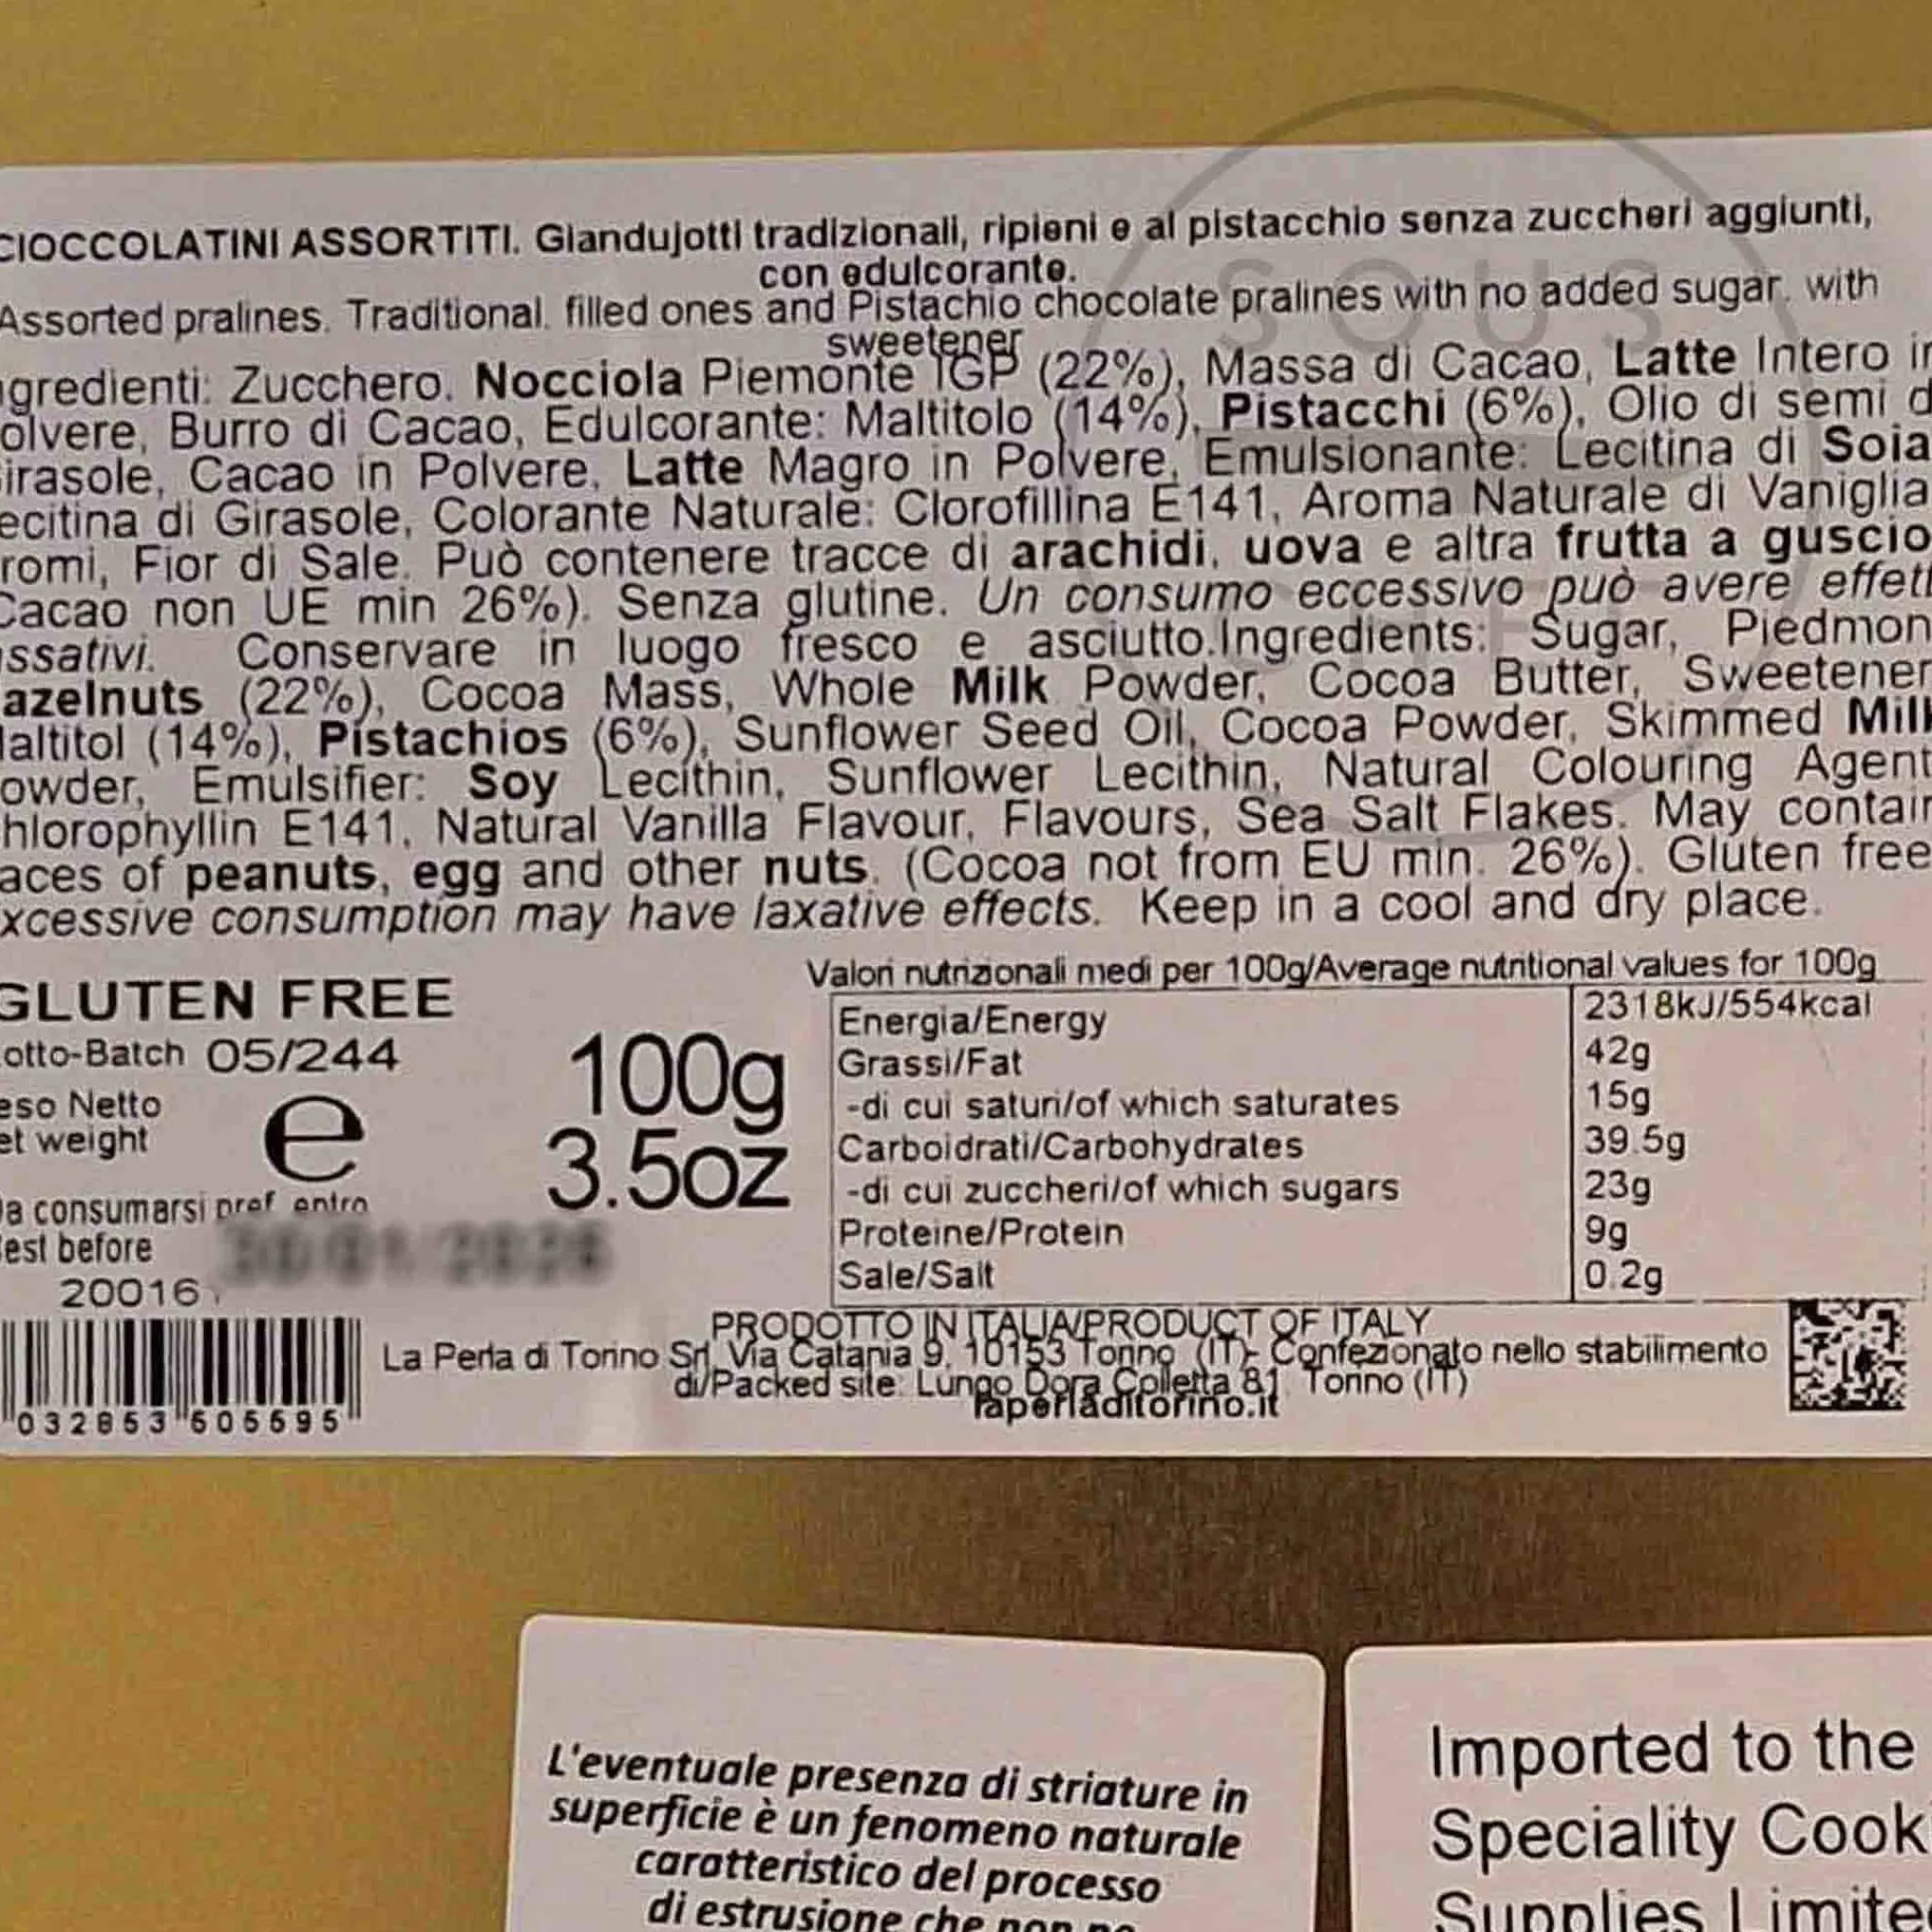 CIOCCOLATINI ASSORTITI. Giandujotti tradizionali, ripieni e al pistacchio senza zuccheri aggiunti,
con edulcorante.
Assorted pralines. Traditional. filled ones and Pistachio chocolate pralines with no added sugar, with
sweetener
SOUS
CHEF
ngredienti: Zucchero, Nocciola Piemonte IGP (22%), Massa di Cacao, Latte Intero in
olvere, Burro di Cacao, Edulcorante: Maltitolo (14%), Pistacchi (6%), Olio di semi d
irasole, Cacao in Polvere, Latte Magro in Polvere, Emulsionante: Lecitina di Soia
ecitina di Girasole, Colorante Naturale: Clorofillina E141, Aroma Naturale di Vaniglia
romi, Fior di Sale. Può contenere tracce di arachidi, uova e altra frutta a guscio
Cacao non UE min 26%). Senza glutine. Un consumo eccessivo può avere effett
ssativi. Conservare in luogo fresco e asciutto.Ingredients: Sugar, Piedmon
azelnuts (22%), Cocoa Mass, Whole Milk Powder, Cocoa Butter, Sweetener
altitol (14%), Pistachios (6%), Sunflower Seed Oil, Cocoa Powder, Skimmed Milk
owder, Emulsifier: Soy Lecithin, Sunflower Lecithin, Natural Colouring Agent
hlorophyllin E141, Natural Vanilla Flavour, Flavours, Sea Salt Flakes. May contain
aces of peanuts, egg and other nuts. (Cocoa not from EU min. 26%). Gluten free
xcessive consumption may have laxative effects. Keep in a cool and dry place.
GLUTEN FREE
otto-Batch 05/244
eso Netto
et weight
e
100g
3.5oz
a consumarsi pref. entro
est before
20016
032853 605595
Valori nutrizionali medi per 100g/Average nutritional values for 100g
Energia/Energy 2318kJ/554kcal
Grassi/Fat 42g
-di cui saturi/of which saturates 15g
Carboidrati/Carbohydrates 39.5g
-di cui zuccheri/of which sugars 23g
Proteine/Protein 9g
Sale/Salt 0.2g
PRODOTTO IN ITALIA/PRODUCT OF ITALY
La Perla di Torino Srl, Via Catania 9, 10153 Torino (IT)- Confezionato nello stabilimento
di/Packed site: Lungo Dora Colletta 81, Torino (IT)
laperladitorino.it
L'eventuale presenza di striature in
superficie è un fenomeno naturale
caratteristico del processo
di estrusione che non
Imported to the
Speciality Cook
Supplies Limite